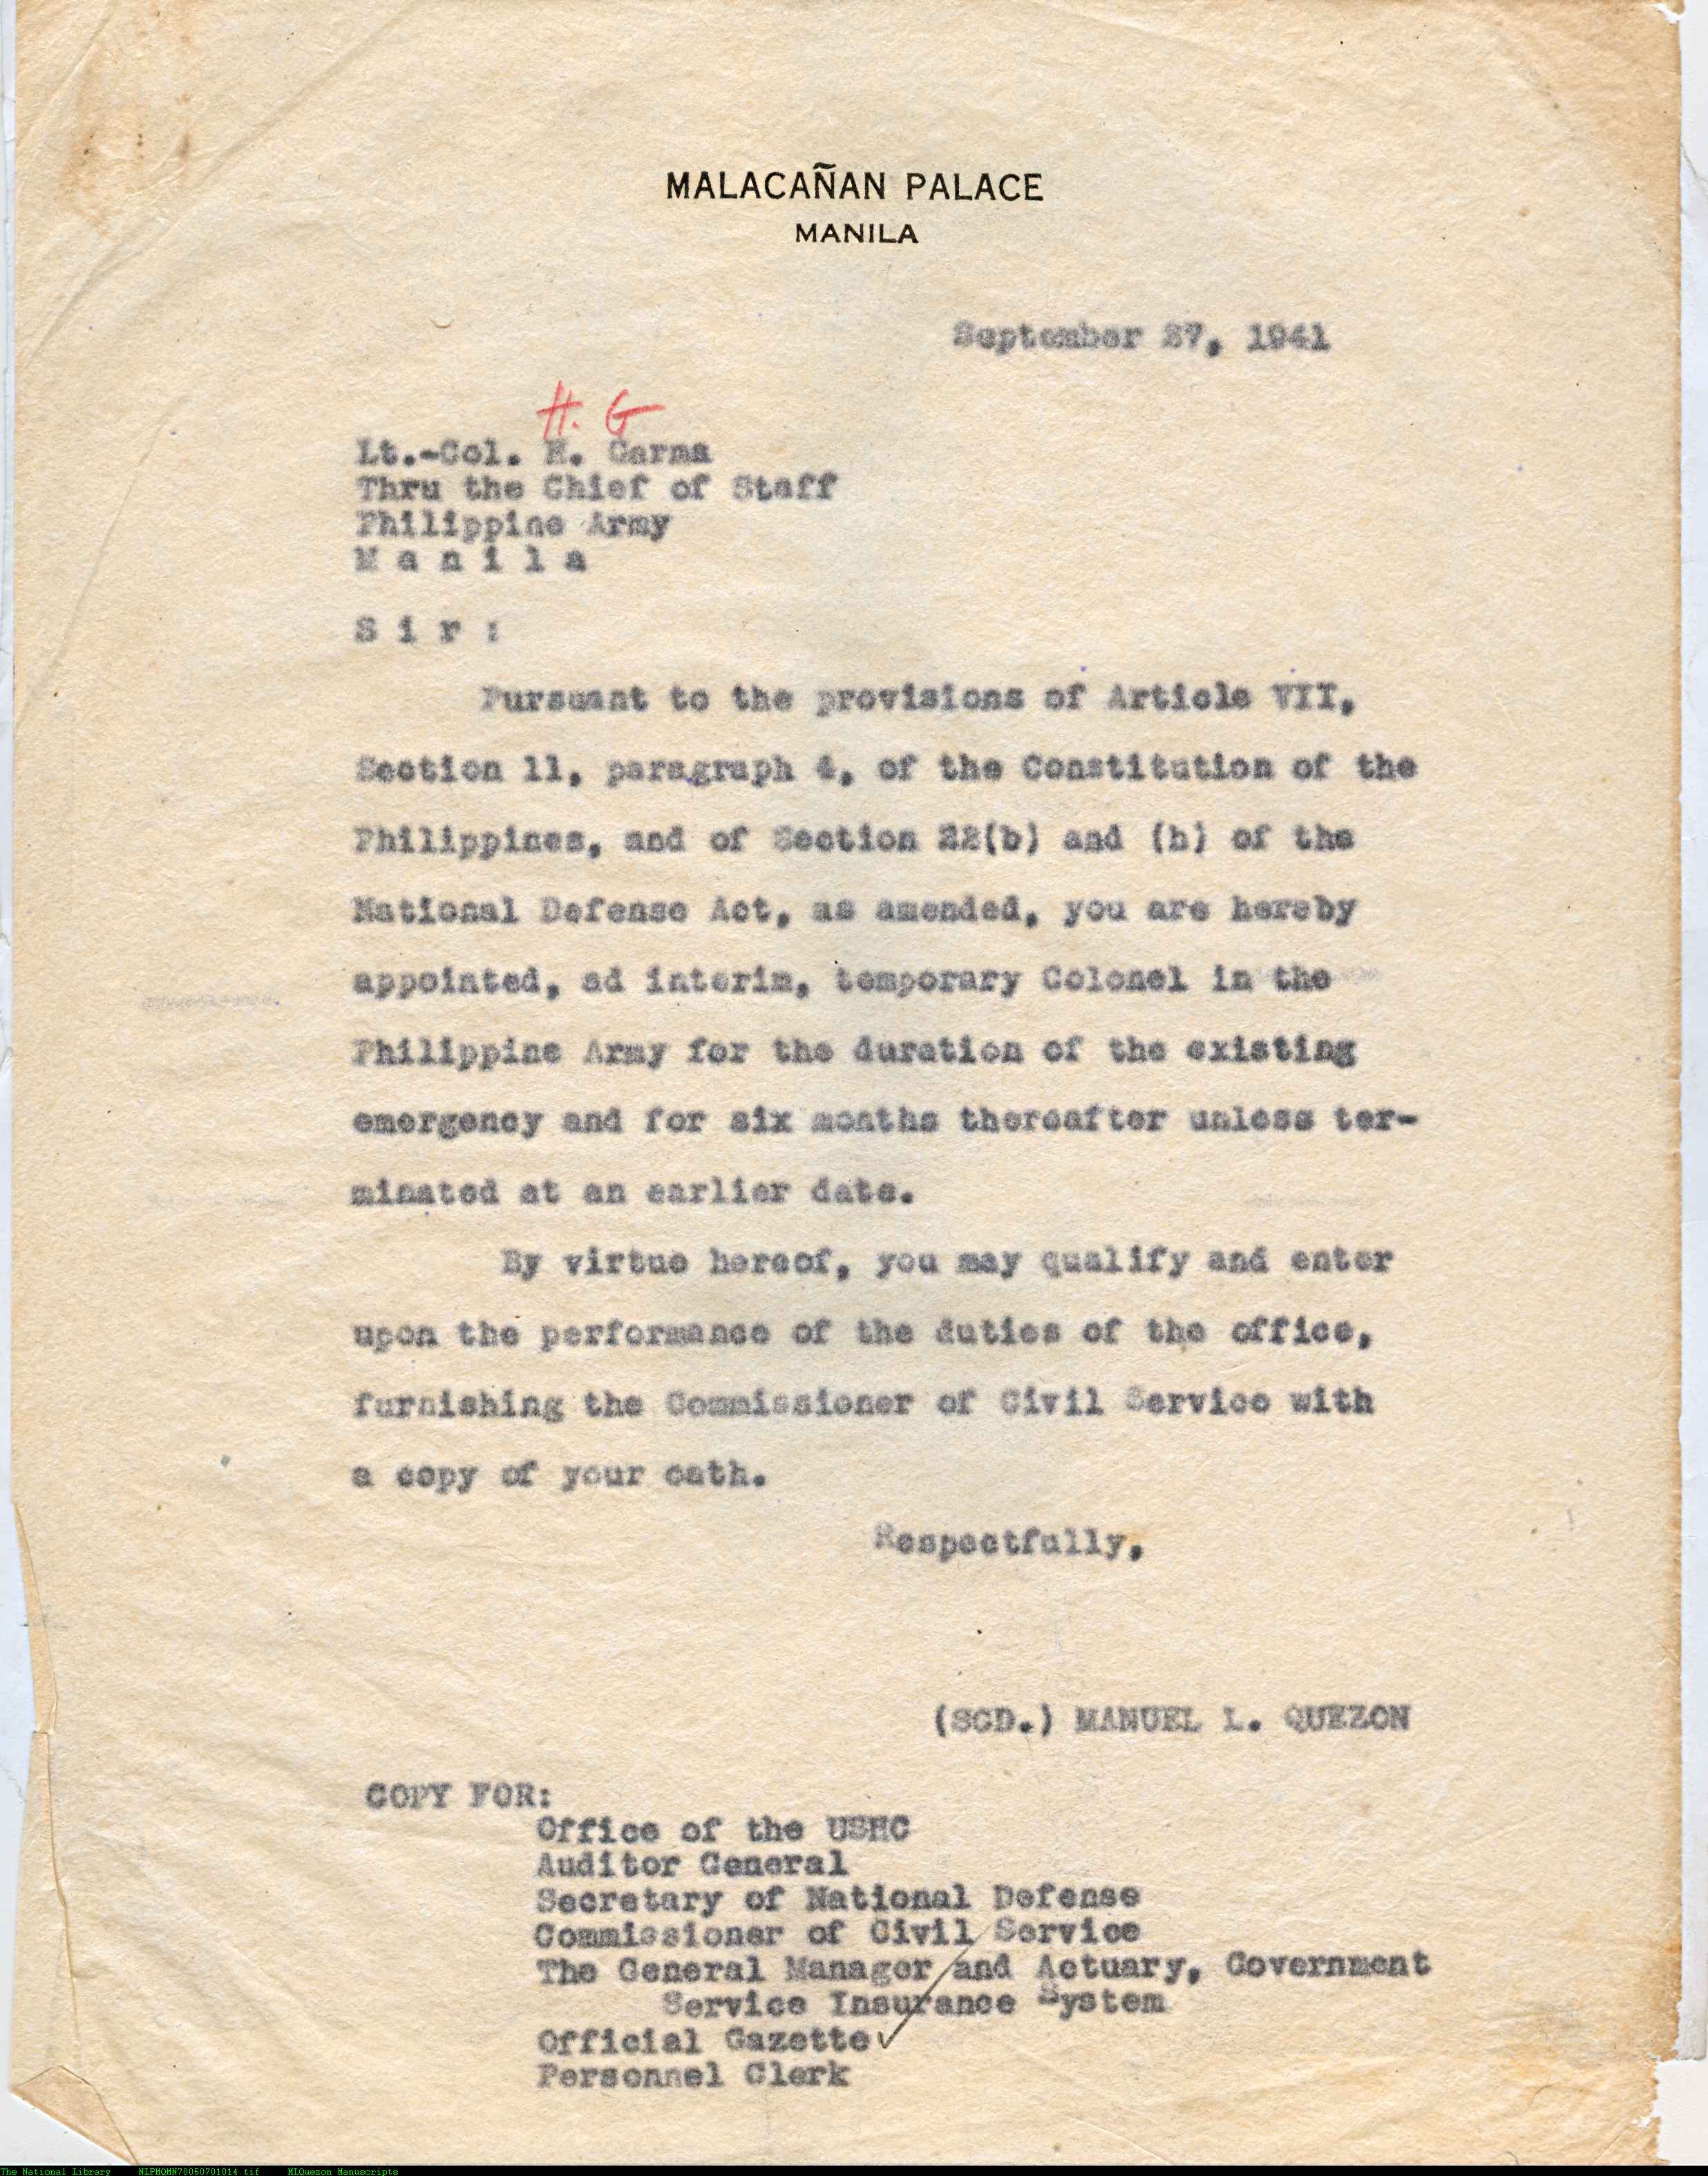 MALACAÑAN PALACE
MANILA
September 27, 1941
H. G
Lt.-Col. H. Garma
Thru the Chief of Staff
Philippine Army
M a n i l a
S i r :
Pursuant to the provisions of Article VII,
Section 11, paragraph 4, of the Constitution of the
Philippines, and of Section 22(b) and (h) of the
National Defense Act, as amended, you are hereby
appointed, ad interim, temporary Colonel in the
Philippine Army for the duration of the existing
emergency and for six months thereafter unless ter-
minated at an earlier date.
By virtue hereof, you may qualify and enter
upon the performance of the duties of the office,
furnishing the Commissioner of Civil Service with
a copy of your oath.
Respectfully,
(SGD.) MANUEL L. QUEZON
COPY FOR:
Office of the USHC
Auditor General
Secretary of National Defense
Commissioner of Civil Service
The General Manager and Actuary, Government
Service Insurance System
Official Gazette
Personnel Clerk
The National Library NLPMQMN70050701014.tif MLQuezon Manuscripts